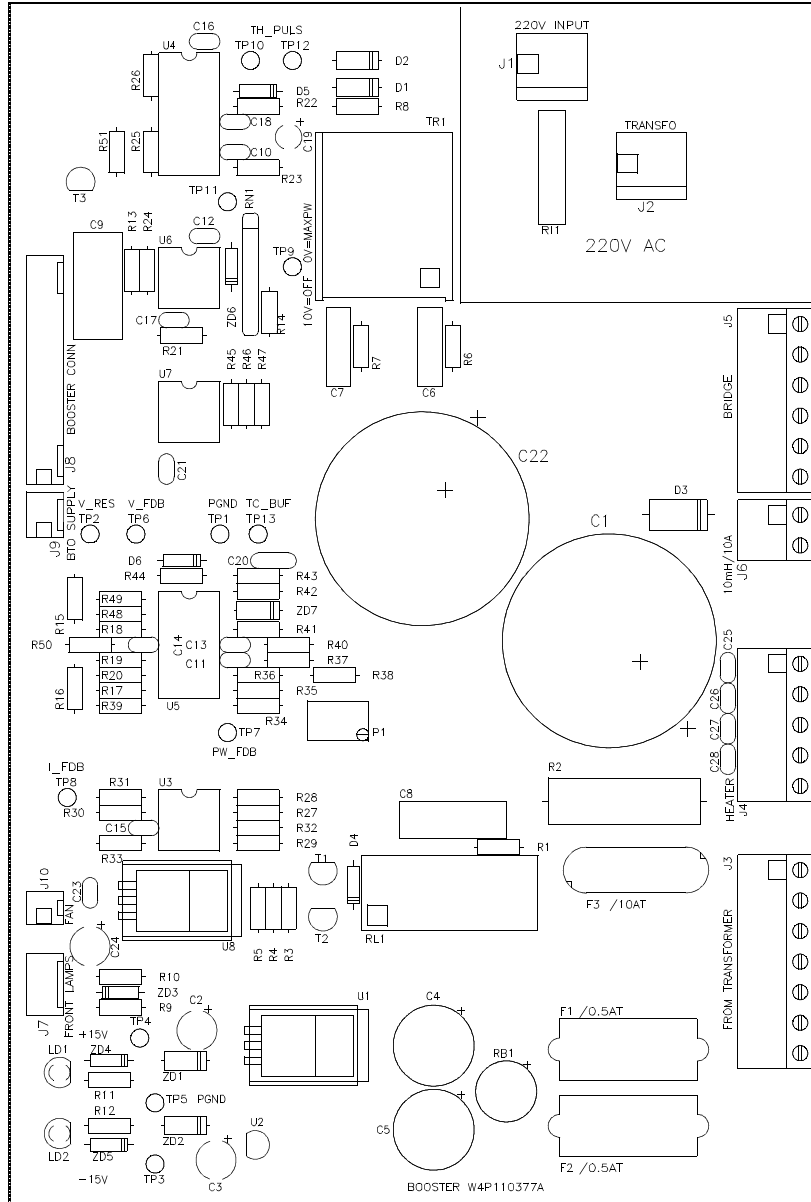 C16
TH_PULS
220V INPUT
U4
TP10
TP12
D2
J1
R26
D5
D1
R22
R8
C18
TR1
TRANSFO
R51
R25
C19
C10
R23
T3
TP11
RN1
J2
R13
R24
C9
C12
RI1
U6
TP9
220V AC
10V=OFF 0V=MAXPW
ZD6
R14
C17
R21
J5
R45
R46
R47
R7
R6
U7
C7
C6
BOOSTER CONN
BRIDGE
J8
C21
C22
V_RES
V_FDB
PGND
TC_BUF
D3
TP2
TP6
TP1
TP13
C1
J9
BTO SUPPLY
D6
C20
R44
R43
10mH/10A
J6
R42
R49
R48
ZD7
R15
R18
R41
R50
C14
C13
R40
C25
R19
C11
R37
R20
R36
R38
R16
R17
R35
C26
R39
U5
R34
C27
TP7
P1
PW_FDB
C28
I_FDB
R31
U3
R2
TP8
R28
C8
R30
R27
HEATER
J4
C15
R32
R29
D4
R1
R33
T1
J10
C23
J3
FAN
F3 /10AT
T2
RL1
C24
U8
R5
R4
R3
R10
FROM TRANSFORMER
FRONT LAMPS
ZD3
J7
R9
C2
U1
C4
TP4
F1 /0.5AT
+15V
LD1
ZD4
RB1
ZD1
R11
TP5
PGND
R12
U2
C5
ZD2
LD2
ZD5
F2 /0.5AT
TP3
C3
-15V
BOOSTER W4P110377A